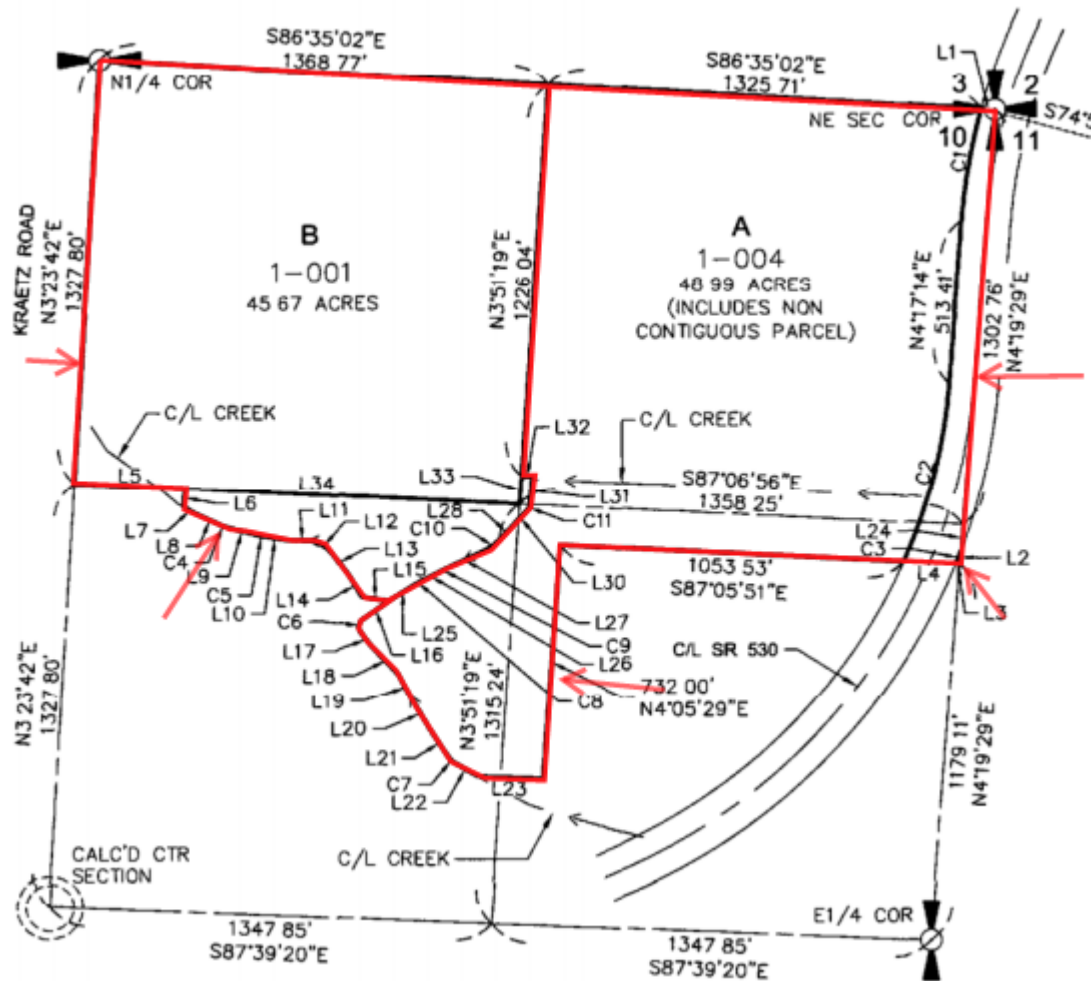 S86°35'02"E
1368 77'
S86°35'02"E
1325 71'
L1
N1/4 COR
3
2
NE SEC COR
S74°5
10
11
C1
KRAETZ ROAD
N3°23'42"E
1327 80'
B
1-001
45 67 ACRES
N3°51'19"E
1226 04'
A
1-004
48 99 ACRES
(INCLUDES NON
CONTIGUOUS PARCEL)
N4°17'14"E
513 41'
1302 76'
N4°19'29"E
C/L CREEK
L32
C/L CREEK
C2
L5
L34
L33
S87°06'56"E
1358 25'
L31
L6
L7
L11
L28
C10
C11
L24
L8
L12
C3
L2
C4
L13
L30
1053 53'
L4
L9
S87°05'51"E
L3
C5
L15
L10
L14
L27
C6
L25
C9
L16
L26
C/L SR 530
L17
N3 23'42"E
1327 80'
L18
N3°51'19"E
1315 24'
C8
732 00'
N4°05'29"E
L19
L20
1179 11'
N4°19'29"E
L21
C7
L22
L23
CALC'D CTR
SECTION
C/L CREEK
E1/4 COR
1347 85'
S87°39'20"E
1347 85'
S87°39'20"E